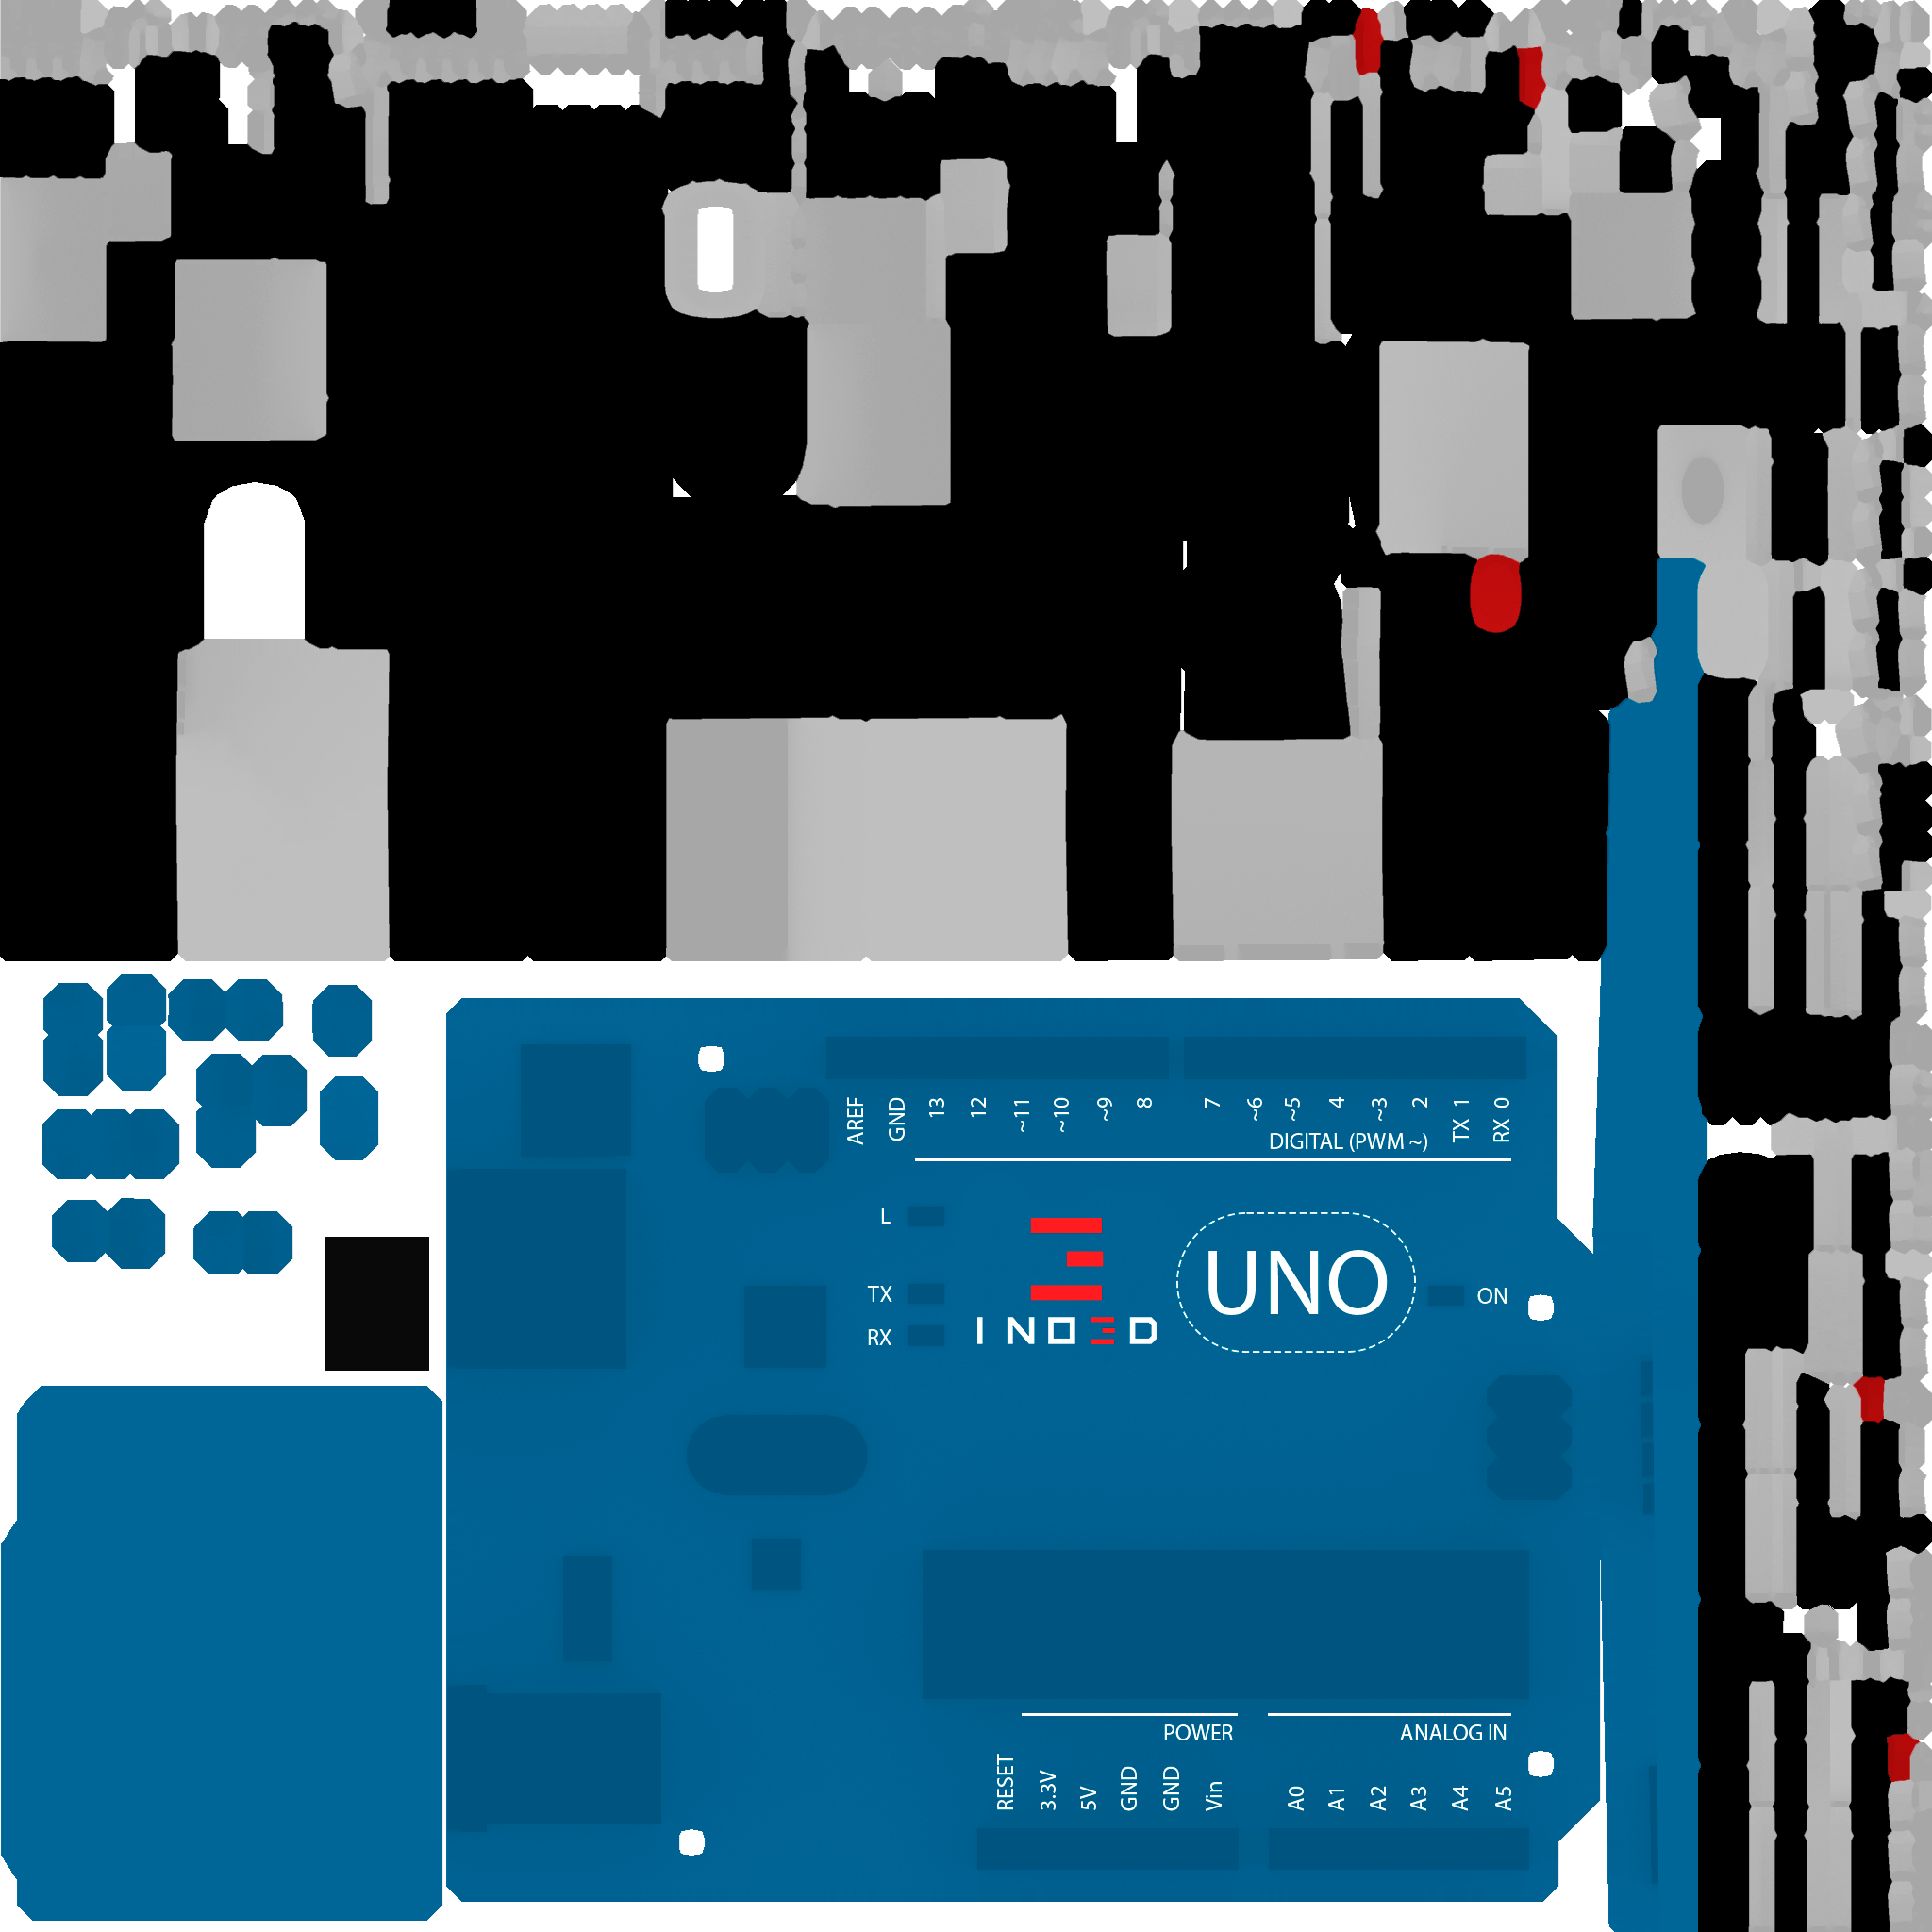 AREF
GND
13
12
~11
~10
~9
8
7
~6
~5
4
~3
2
TX 1
RX 0
DIGITAL (PWM ~)
L
TX
RX
INO3D
UNO
ON
POWER
ANALOG IN
RESET
3.3V
5V
GND
GND
Vin
A0
A1
A2
A3
A4
A5